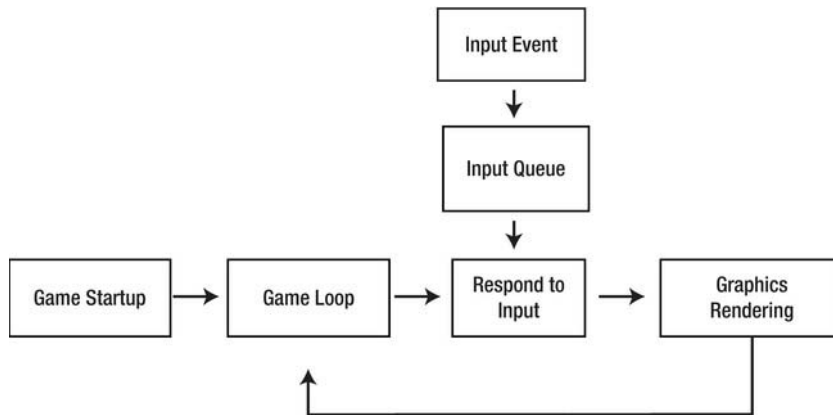 Input Event
Input Queue
Game Startup
Game Loop
Respond to
Input
Graphics
Rendering